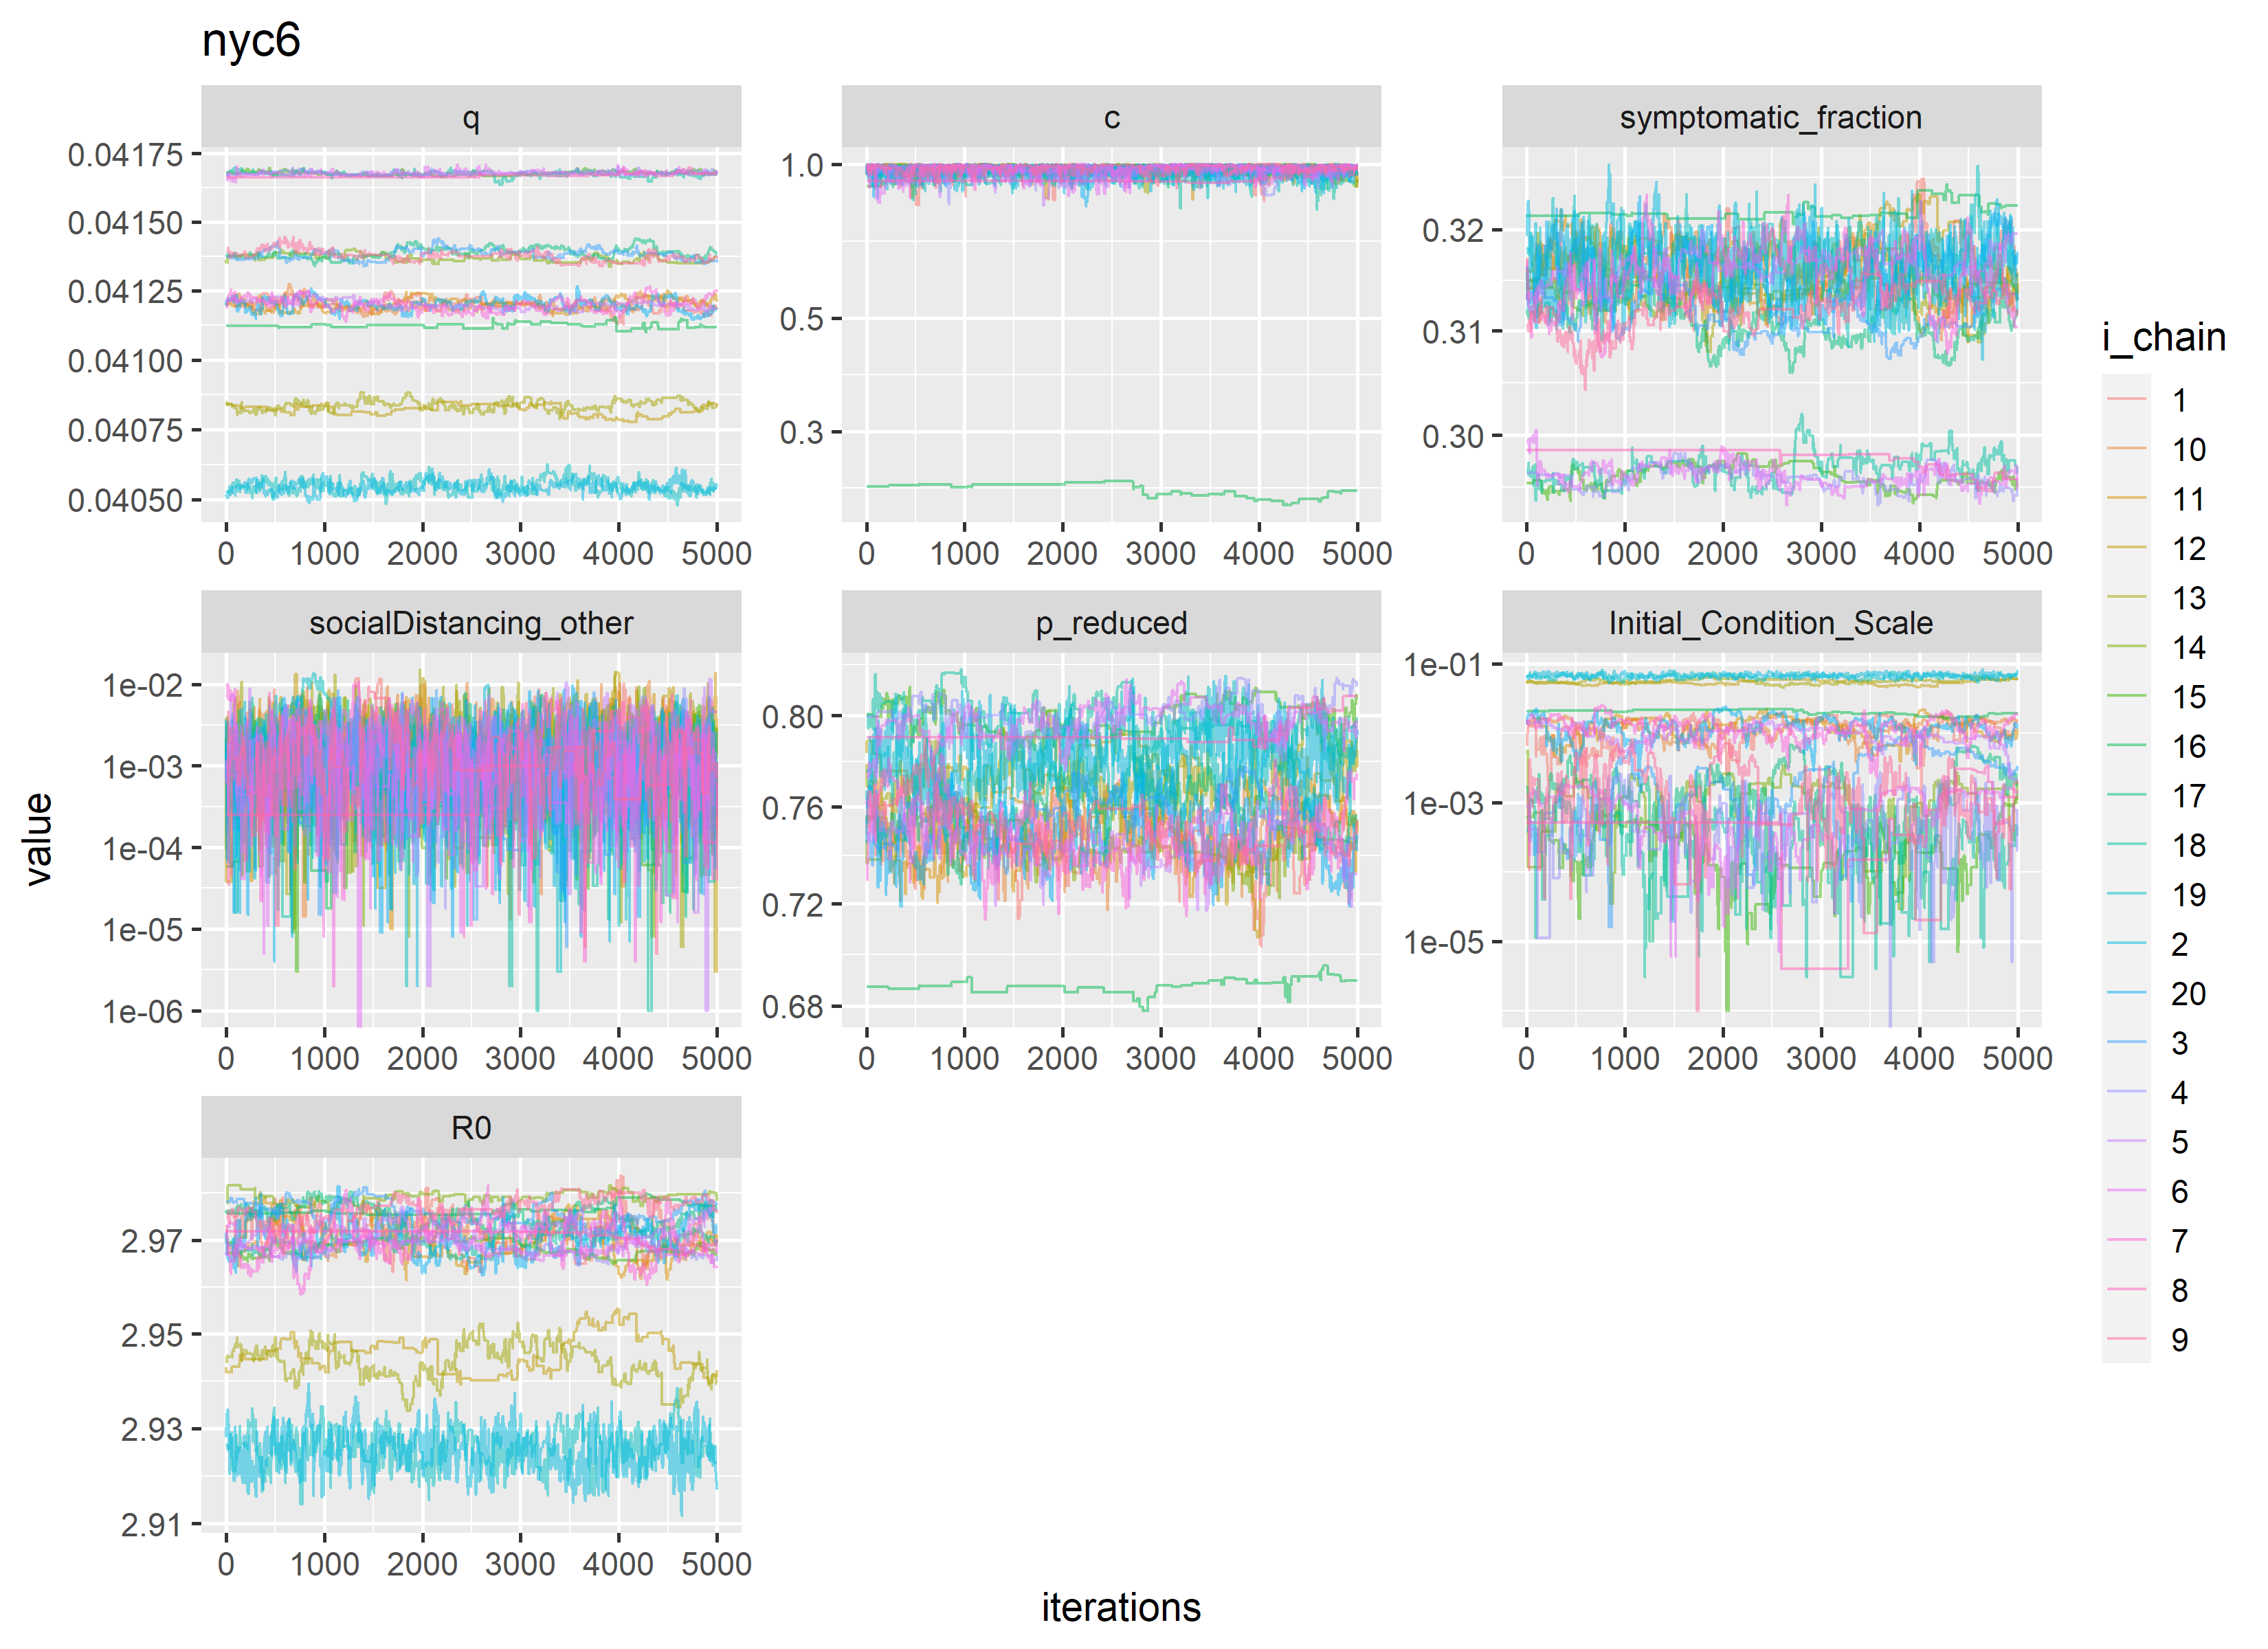 nyc6
q
c
symptomatic_fraction
0.04175
0.04150
0.04125
0.04100
0.04075
0.04050
1.0
0.5
0.3
0.32
0.31
0.30
0 1000 2000 3000 4000 5000
0 1000 2000 3000 4000 5000
0 1000 2000 3000 4000 5000
socialDistancing_other
p_reduced
Initial_Condition_Scale
1e-02
1e-03
1e-04
1e-05
1e-06
0.80
0.76
0.72
0.68
1e-01
1e-03
1e-05
0 1000 2000 3000 4000 5000
0 1000 2000 3000 4000 5000
0 1000 2000 3000 4000 5000
R0
2.97
2.95
2.93
2.91
0 1000 2000 3000 4000 5000
value
iterations
i_chain
1
10
11
12
13
14
15
16
17
18
19
2
20
3
4
5
6
7
8
9